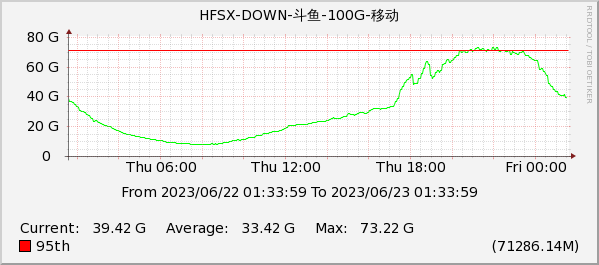 HFSX-DOWN-斗鱼-100G-移动
RRDTOOL / TOBI OETIKER
80 G
60 G
40 G
20 G
0
Thu 06:00 Thu 12:00 Thu 18:00 Fri 00:00
From 2023/06/22 01:33:59 To 2023/06/23 01:33:59
Current: 39.42 G Average: 33.42 G Max: 73.22 G
95th (71286.14M)